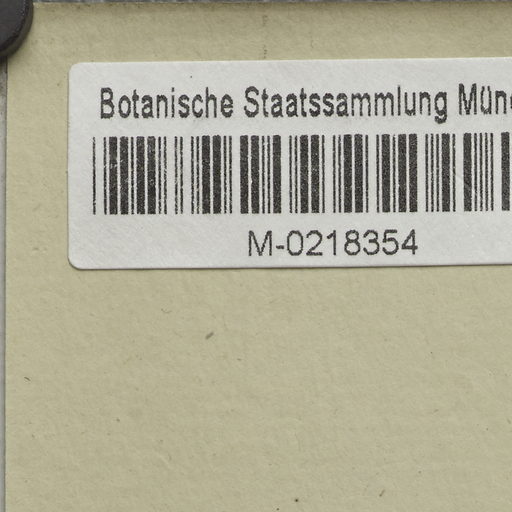 Botanische Staatssammlung Mün
M-0218354